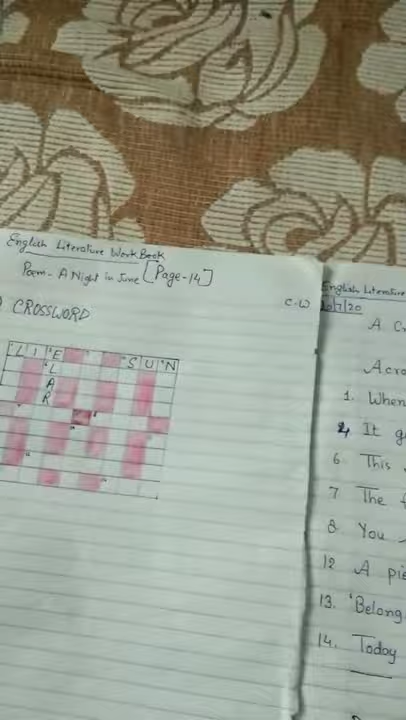 English Literature Work Book
Poem - A Night in June [Page-14]
C.W
CROSSWORD
L I E S U N
L
A
R
English Literature
10/7/20
A
Acro
1. When
4. It
6. This
7 The
8 You
12 A pie
13. 'Belong
14. Today